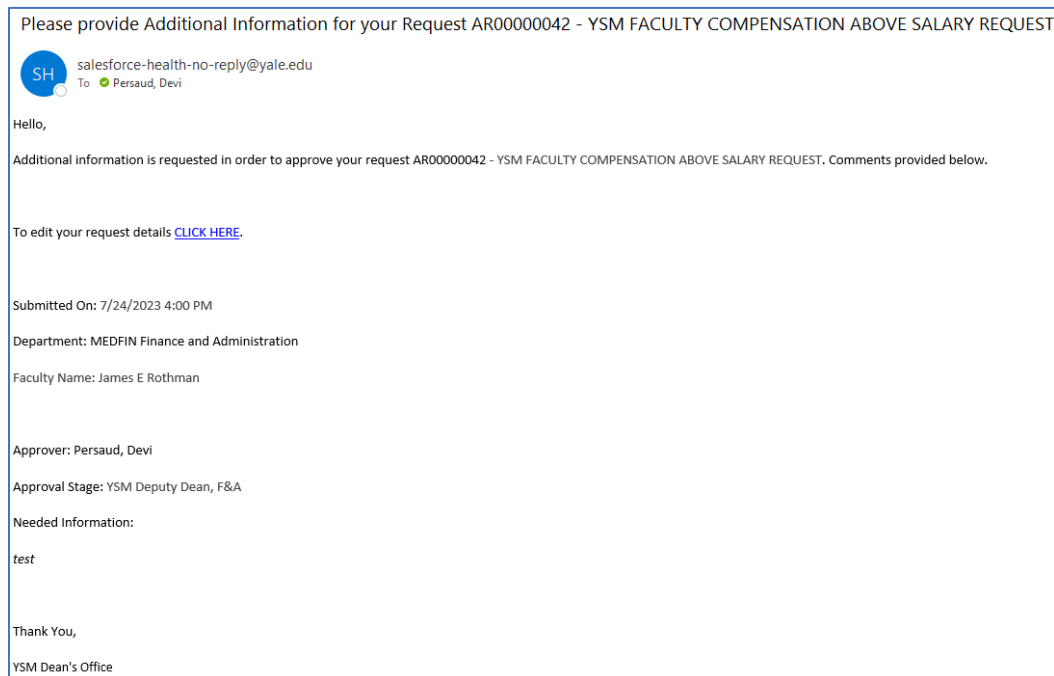 Please provide Additional Information for your Request AR00000042 - YSM FACULTY COMPENSATION ABOVE SALARY REQUEST
SH
salesforce-health-no-reply@yale.edu
To Persaud, Devi
Hello,
Additional information is requested in order to approve your request AR00000042 - YSM FACULTY COMPENSATION ABOVE SALARY REQUEST. Comments provided below.
To edit your request details CLICK HERE.
Submitted On: 7/24/2023 4:00 PM
Department: MEDFIN Finance and Administration
Faculty Name: James E Rothman
Approver: Persaud, Devi
Approval Stage: YSM Deputy Dean, F&A
Needed Information:
test
Thank You,
YSM Dean's Office